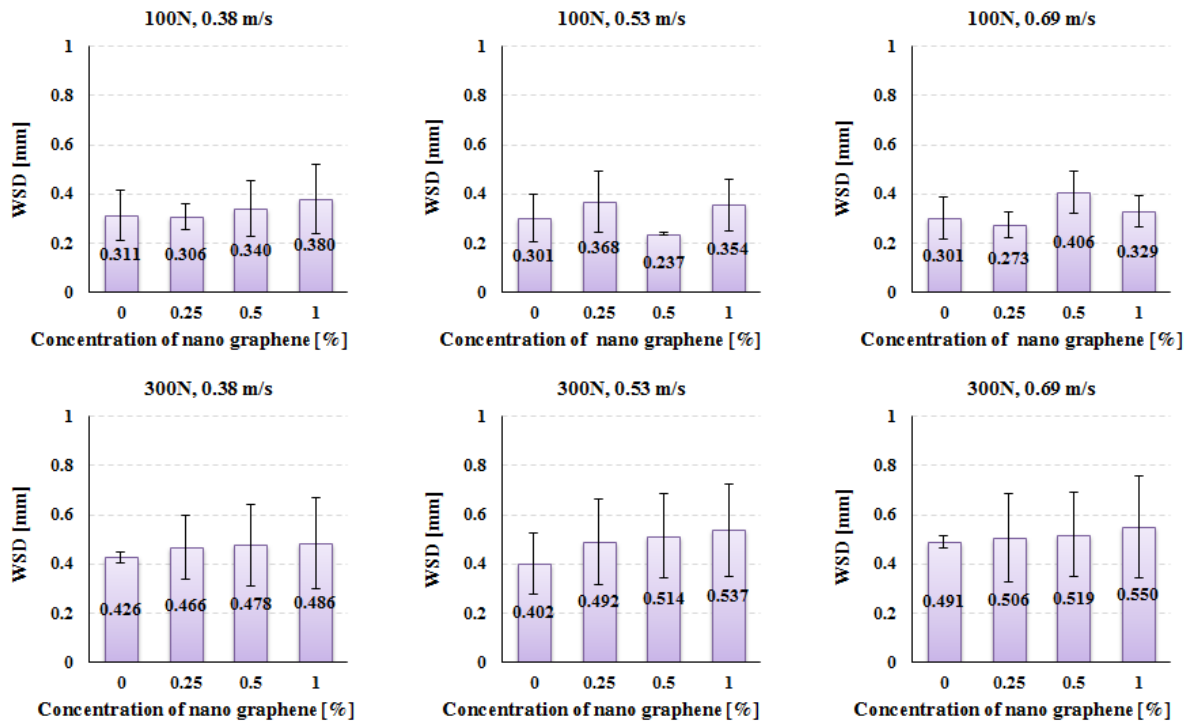 100N, 0.38 m/s
1
0.8
0.6
0.4
0.2
0
WSD [mm]
0.311 0.306 0.340 0.380
0 0.25 0.5 1
Concentration of nano graphene [%]
100N, 0.53 m/s
1
0.8
0.6
0.4
0.2
0
WSD [mm]
0.301 0.368 0.237 0.354
0 0.25 0.5 1
Concentration of nano graphene [%]
100N, 0.69 m/s
1
0.8
0.6
0.4
0.2
0
WSD [mm]
0.301 0.273 0.406 0.329
0 0.25 0.5 1
Concentration of nano graphene [%]
300N, 0.38 m/s
1
0.8
0.6
0.4
0.2
0
WSD [mm]
0.426 0.466 0.478 0.486
0 0.25 0.5 1
Concentration of nano graphene [%]
300N, 0.53 m/s
1
0.8
0.6
0.4
0.2
0
WSD [mm]
0.402 0.492 0.514 0.537
0 0.25 0.5 1
Concentration of nano graphene [%]
300N, 0.69 m/s
1
0.8
0.6
0.4
0.2
0
WSD [mm]
0.491 0.506 0.519 0.550
0 0.25 0.5 1
Concentration of nano graphene [%]